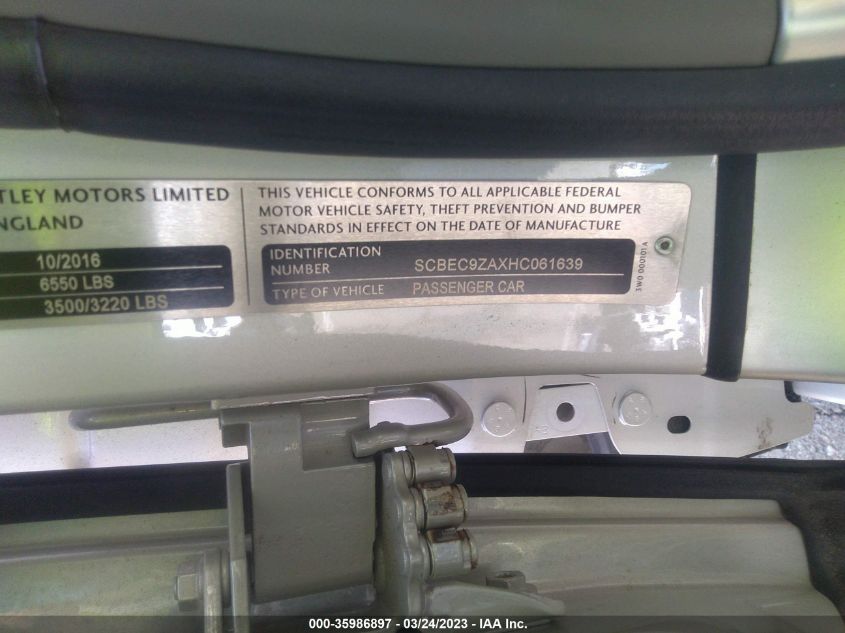 TLEY MOTORS LIMITED
NGLAND
10/2016
6550 LBS
3500/3220 LBS
THIS VEHICLE CONFORMS TO ALL APPLICABLE FEDERAL
MOTOR VEHICLE SAFETY, THEFT PREVENTION AND BUMPER
STANDARDS IN EFFECT ON THE DATE OF MANUFACTURE
IDENTIFICATION
NUMBER SCBEC9ZAXHC061639
TYPE OF VEHICLE PASSENGER CAR
3W0 000201A
000-35986897 — 03/24/2023 — IAA Inc.